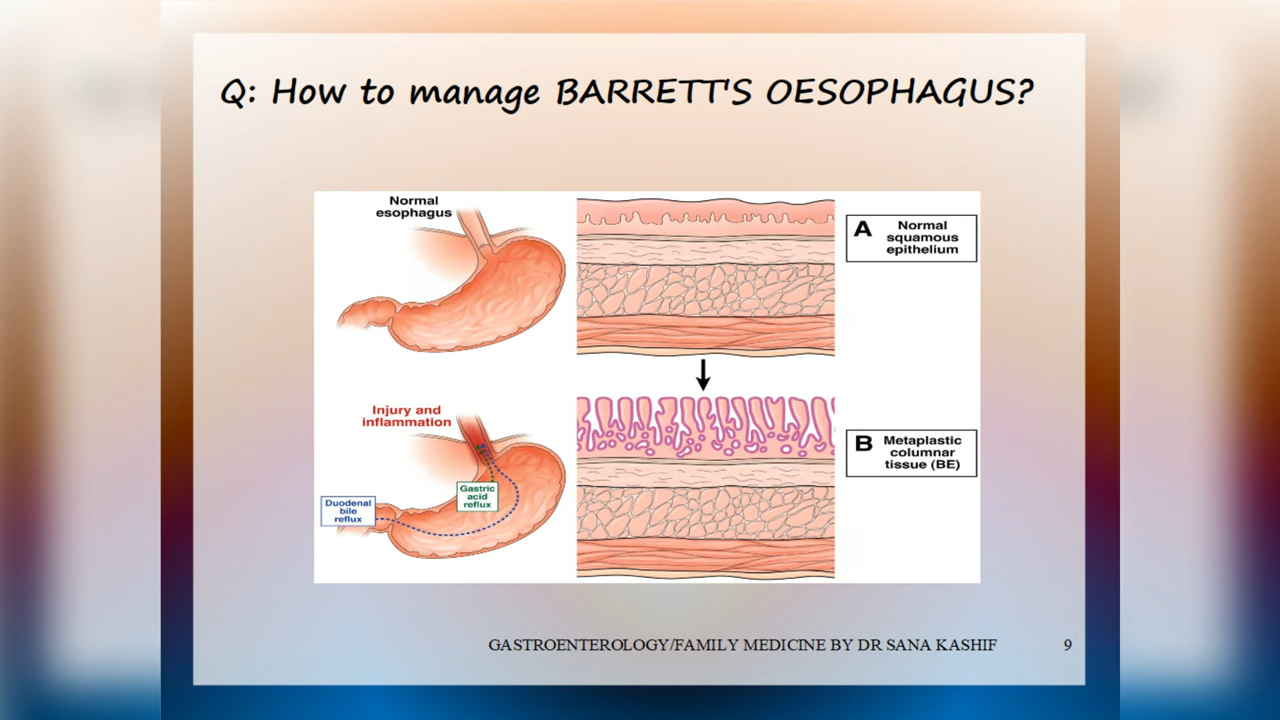 Q: How to manage BARRETT'S OESOPHAGUS?
Normal
esophagus
A
Normal
squamous
epithelium
Injury and
inflammation
Gastric
acid
reflux
Duodenal
bile
reflux
B
Metaplastic
columnar
tissue (BE)
GASTROENTEROLOGY/FAMILY MEDICINE BY DR SANA KASHIF
9